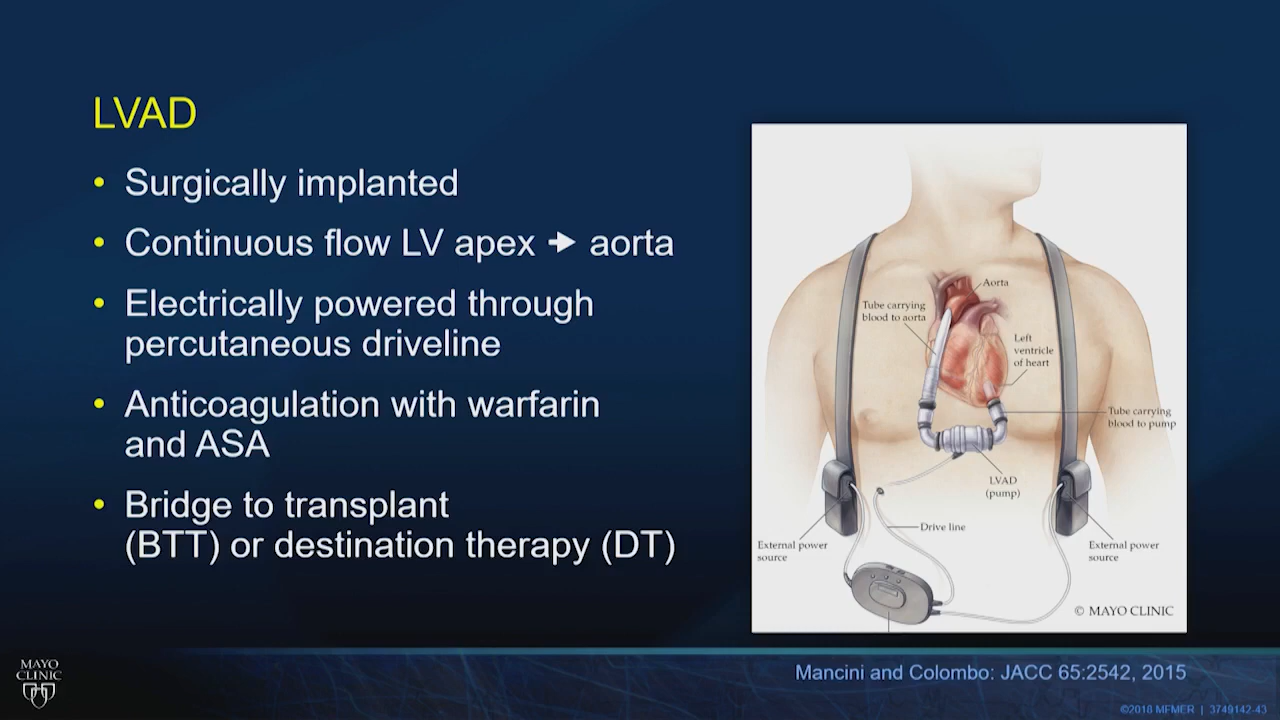 LVAD
• Surgically implanted
• Continuous flow LV apex ➔ aorta
• Electrically powered through
percutaneous driveline
• Anticoagulation with warfarin
and ASA
• Bridge to transplant
(BTT) or destination therapy (DT)
Aorta
Tube carrying
blood to aorta
Left
ventricle
of heart
Tube carrying
blood to pump
LVAD
(pump)
Drive line
External power
source
External power
source
© MAYO CLINIC
MAYO
CLINIC
Mancini and Colombo: JACC 65:2542, 2015
©2018 MFMER | 3749142-43